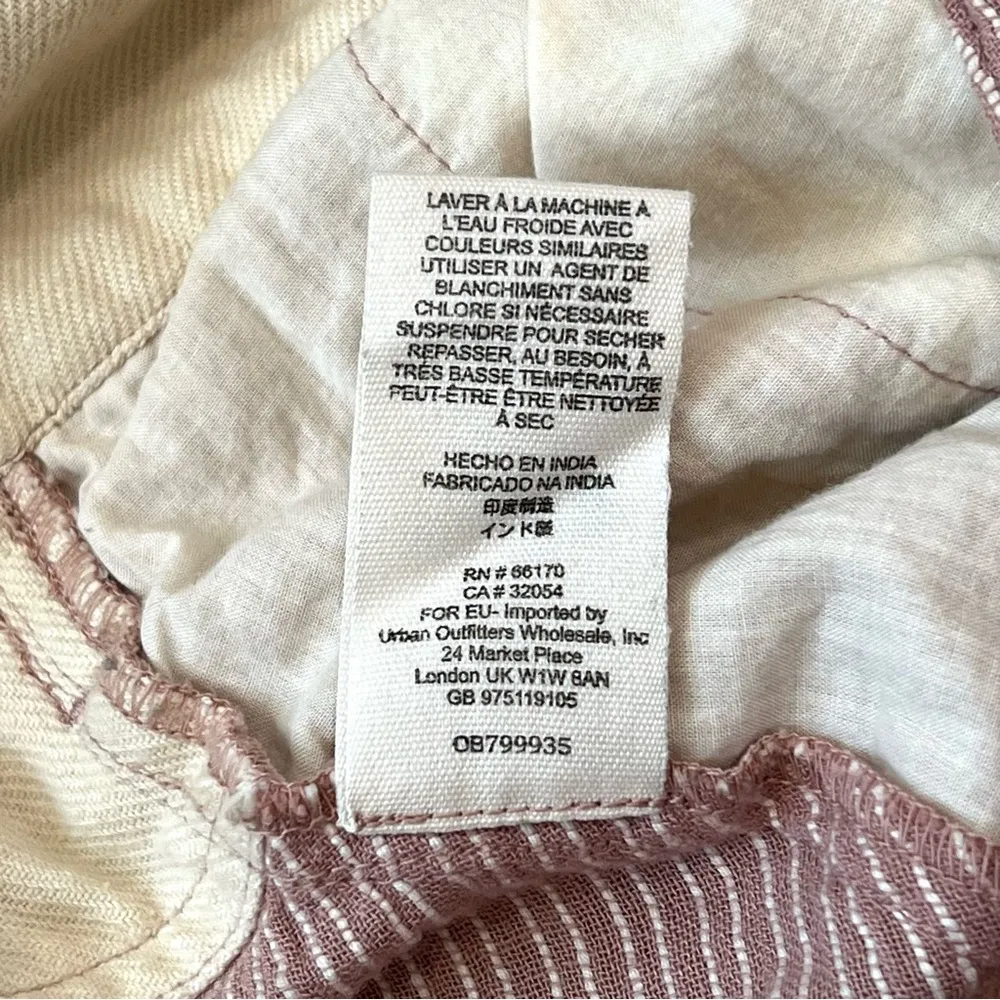 LAVER À LA MACHINE A
L'EAU FROIDE AVEC
COULEURS SIMILAIRES
UTILISER UN AGENT DE
BLANCHIMENT SANS
CHLORE SI NÉCESSAIRE
SUSPENDRE POUR SECHER
REPASSER, AU BESOIN, A
TRÉS BASSE TEMPÉRATURE
PEUT-ÊTRE ÊTRE NETTOYÉE
À SEC
HECHO EN INDIA
FABRICADO NA INDIA
印度制造
インド製
RN # 66170
CA # 32054
FOR EU- Imported by
Urban Outfitters Wholesale, Inc
24 Market Place
London UK W1W 8AN
GB 975119105
OB799935